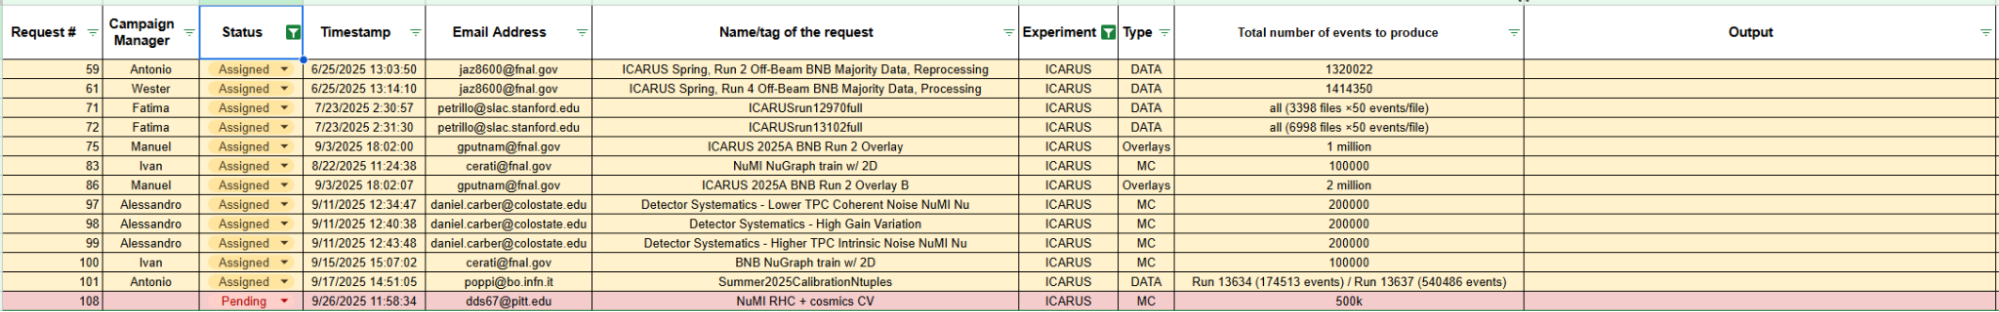 Request # Campaign Manager Status Timestamp Email Address Name/tag of the request Experiment Type Total number of events to produce Output
59 Antonio Assigned 6/25/2025 13:03:50 jaz8600@fnal.gov ICARUS Spring, Run 2 Off-Beam BNB Majority Data, Reprocessing ICARUS DATA 1320022
61 Wester Assigned 6/25/2025 13:14:10 jaz8600@fnal.gov ICARUS Spring, Run 4 Off-Beam BNB Majority Data, Processing ICARUS DATA 1414350
71 Fatima Assigned 7/23/2025 2:30:57 petrillo@slac.stanford.edu ICARUSrun12970full ICARUS DATA all (3398 files ×50 events/file)
72 Fatima Assigned 7/23/2025 2:31:30 petrillo@slac.stanford.edu ICARUSrun13102full ICARUS DATA all (6998 files ×50 events/file)
75 Manuel Assigned 9/3/2025 18:02:00 gputnam@fnal.gov ICARUS 2025A BNB Run 2 Overlay ICARUS Overlays 1 million
83 Ivan Assigned 8/22/2025 11:24:38 cerati@fnal.gov NuMI NuGraph train w/ 2D ICARUS MC 100000
86 Manuel Assigned 9/3/2025 18:02:07 gputnam@fnal.gov ICARUS 2025A BNB Run 2 Overlay B ICARUS Overlays 2 million
97 Alessandro Assigned 9/11/2025 12:34:47 daniel.carber@colostate.edu Detector Systematics - Lower TPC Coherent Noise NuMI Nu ICARUS MC 200000
98 Alessandro Assigned 9/11/2025 12:40:38 daniel.carber@colostate.edu Detector Systematics - High Gain Variation ICARUS MC 200000
99 Alessandro Assigned 9/11/2025 12:43:48 daniel.carber@colostate.edu Detector Systematics - Higher TPC Intrinsic Noise NuMI Nu ICARUS MC 200000
100 Ivan Assigned 9/15/2025 15:07:02 cerati@fnal.gov BNB NuGraph train w/ 2D ICARUS MC 100000
101 Antonio Assigned 9/17/2025 14:51:05 poppi@bo.infn.it Summer2025CalibrationNtuples ICARUS DATA Run 13634 (174513 events) / Run 13637 (540486 events)
108 Pending 9/26/2025 11:58:34 dds67@pitt.edu NuMI RHC + cosmics CV ICARUS MC 500k